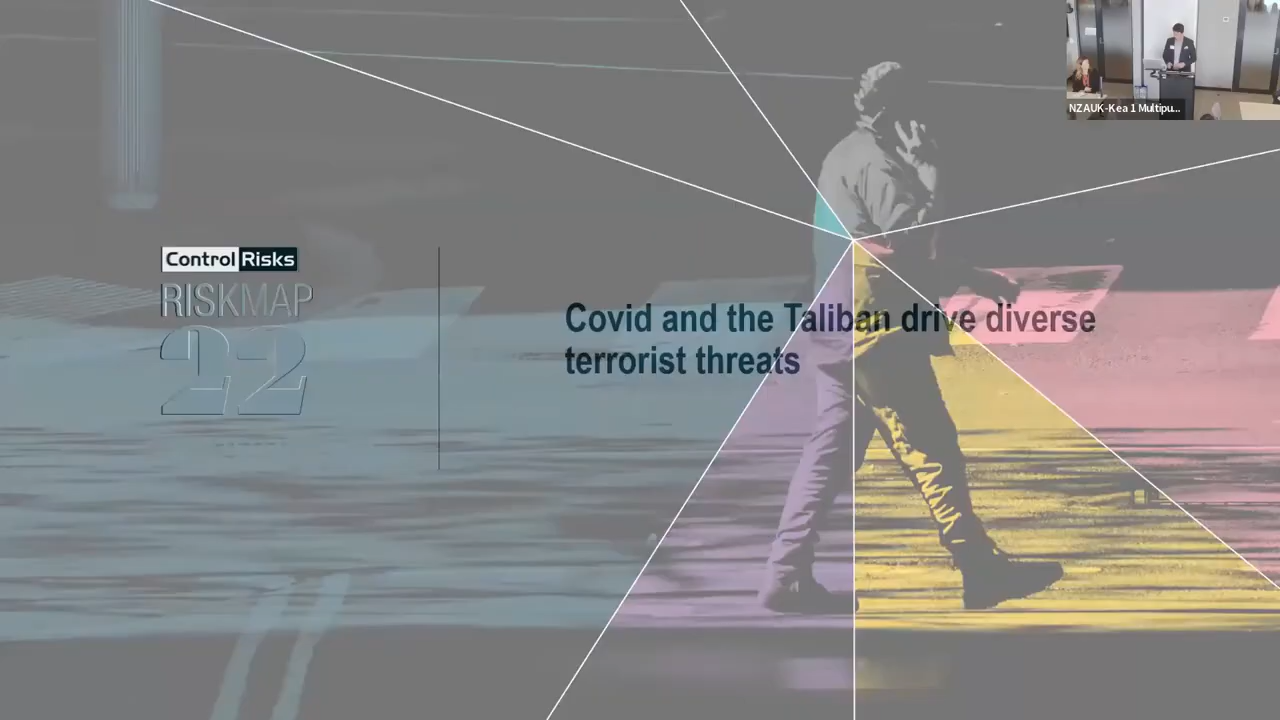 NZAUK-Kea 1 Multipu...
Control Risks
RISKMAP
22
Covid and the Taliban drive diverse
terrorist threats